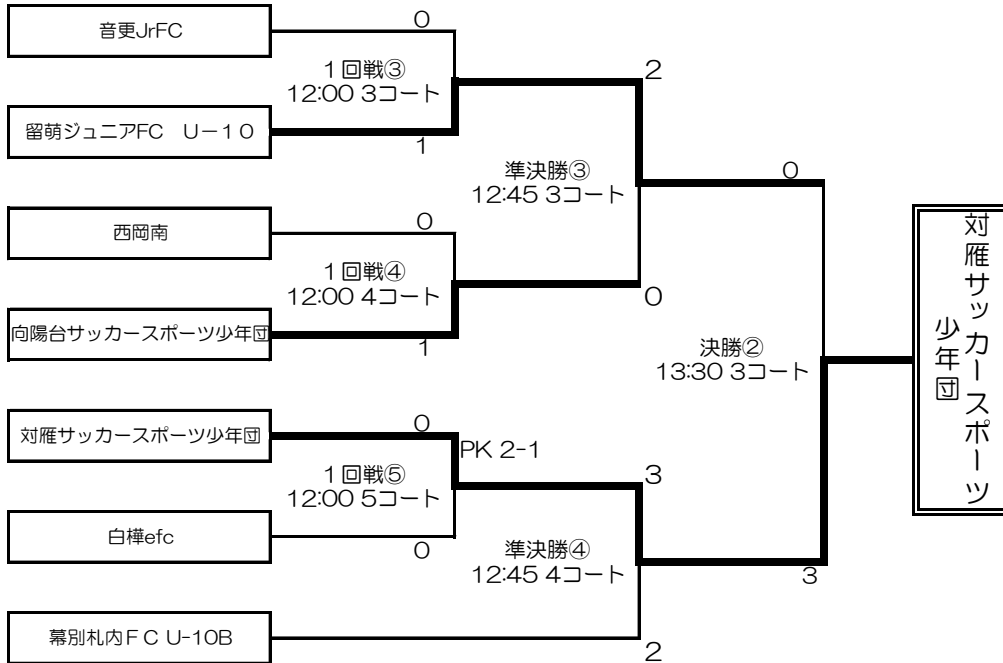 音更JrFC
0
1回戦③
12:00 3コート
留萌ジュニアFC　U－10
1
2
準決勝③
12:45 3コート
西岡南
0
1回戦④
12:00 4コート
向陽台サッカースポーツ少年団
1
0
0
決勝②
13:30 3コート
対雁サッカースポーツ少年団
0
PK 2-1
1回戦⑤
12:00 5コート
白樺efc
0
3
準決勝④
12:45 4コート
幕別札内ＦＣ U-10B
2
3
対雁サッカースポーツ
少年団